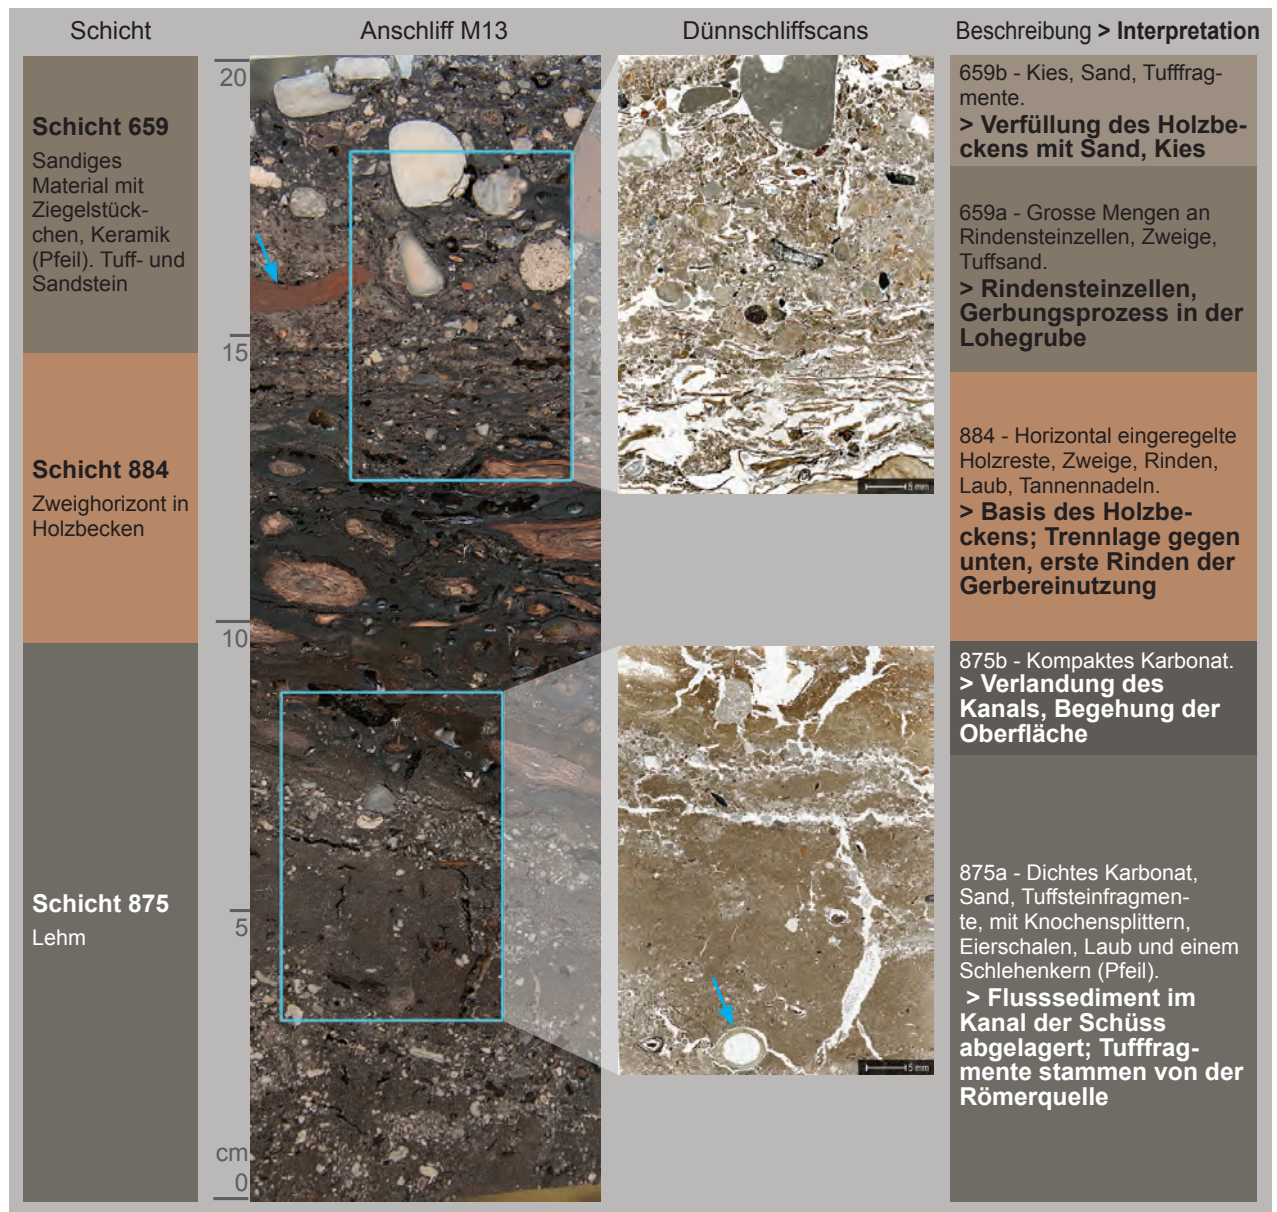 Schicht
Anschliff M13
Dünnschliffscans
Beschreibung > Interpretation
Schicht 659
Sandiges
Material mit
Ziegelstück-
chen, Keramik
(Pfeil). Tuff- und
Sandstein
Schicht 884
Zweighorizont in
Holzbecken
Schicht 875
Lehm
20
15
10
5
cm
0
5 mm
5 mm
659b - Kies, Sand, Tufffrag-
mente.
> Verfüllung des Holzbe-
ckens mit Sand, Kies
659a - Grosse Mengen an
Rindensteinzellen, Zweige,
Tuffsand.
> Rindensteinzellen,
Gerbungsprozess in der
Lohegrube
884 - Horizontal eingeregelte
Holzreste, Zweige, Rinden,
Laub, Tannennadeln.
> Basis des Holzbe-
ckens; Trennlage gegen
unten, erste Rinden der
Gerbereinutzung
875b - Kompaktes Karbonat.
> Verlandung des
Kanals, Begehung der
Oberfläche
875a - Dichtes Karbonat,
Sand, Tuffsteinfragmen-
te, mit Knochensplittern,
Eierschalen, Laub und einem
Schlehenkern (Pfeil).
> Flusssediment im
Kanal der Schüss
abgelagert; Tufffrag-
mente stammen von der
Römerquelle